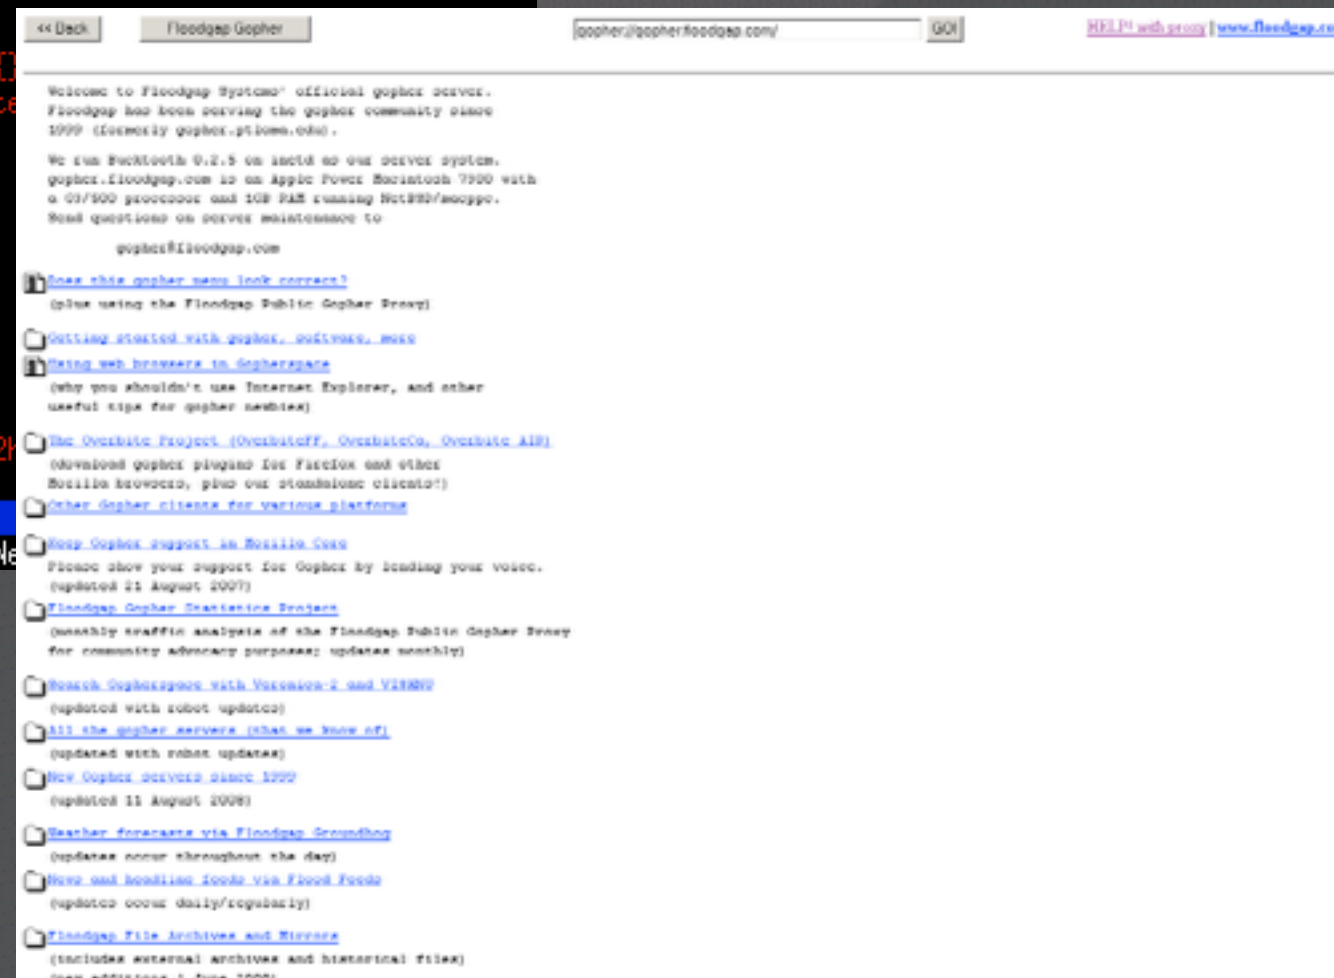 << Back
Floodgap Gopher
gopher://gopher.floodgap.com/
GO!
HELP! with proxy | www.floodgap.co
Welcome to Floodgap Systems' official gopher server.
Floodgap has been serving the gopher community since
1999 (formerly gopher.ptloma.edu).
We run Bucktooth 0.2.5 on inetd as our server system.
gopher.floodgap.com is an Apple Power Macintosh 7300 with
a G3/500 processor and 1GB RAM running NetBSD/macppc.
Send questions on server maintenance to
gopher@floodgap.com
Does this gopher menu look correct?
(plus using the Floodgap Public Gopher Proxy)
Getting started with gopher, software, more
Using web browsers in Gopherspace
(why you shouldn't use Internet Explorer, and other
useful tips for gopher newbies)
The Overbite Project (OverbiteFF, OverbiteCo, Overbite AIR)
(download gopher plugins for Firefox and other
Mozilla browsers, plus our standalone clients!)
Other Gopher clients for various platforms
Keep Gopher support in Mozilla Core
Please show your support for Gopher by lending your voice.
(updated 21 August 2007)
Floodgap Gopher Statistics Project
(monthly traffic analysis of the Floodgap Public Gopher Proxy
for community advocacy purposes; updates monthly)
Search Gopherspace with Veronica-2 and VISHNU
(updated with robot updates)
All the gopher servers (that we know of)
(updated with robot updates)
New Gopher servers since 1999
(updated 11 August 2008)
Weather forecasts via Floodgap Groundhog
(updates occur throughout the day)
News and headline feeds via Flood Feeds
(updates occur daily/regularly)
Floodgap File Archives and Mirrors
(includes external archives and historical files)